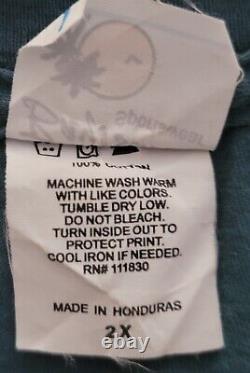 Sportswear
100% COTTON
MACHINE WASH WARM
WITH LIKE COLORS.
TUMBLE DRY LOW.
DO NOT BLEACH.
TURN INSIDE OUT TO
PROTECT PRINT.
COOL IRON IF NEEDED.
RN# 111830
MADE IN HONDURAS
2X